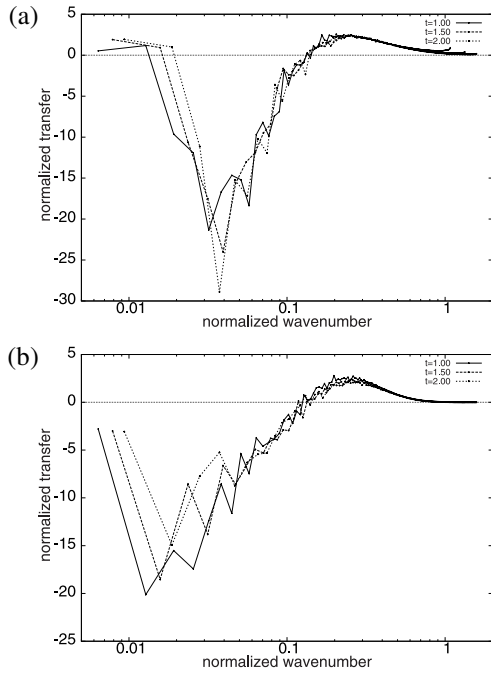 (a)
5
0
-5
-10
-15
-20
-25
-30
normalized transfer
t=1.00
t=1.50
t=2.00
0.01
0.1
1
normalized wavenumber
(b)
5
0
-5
-10
-15
-20
-25
normalized transfer
t=1.00
t=1.50
t=2.00
0.01
0.1
1
normalized wavenumber